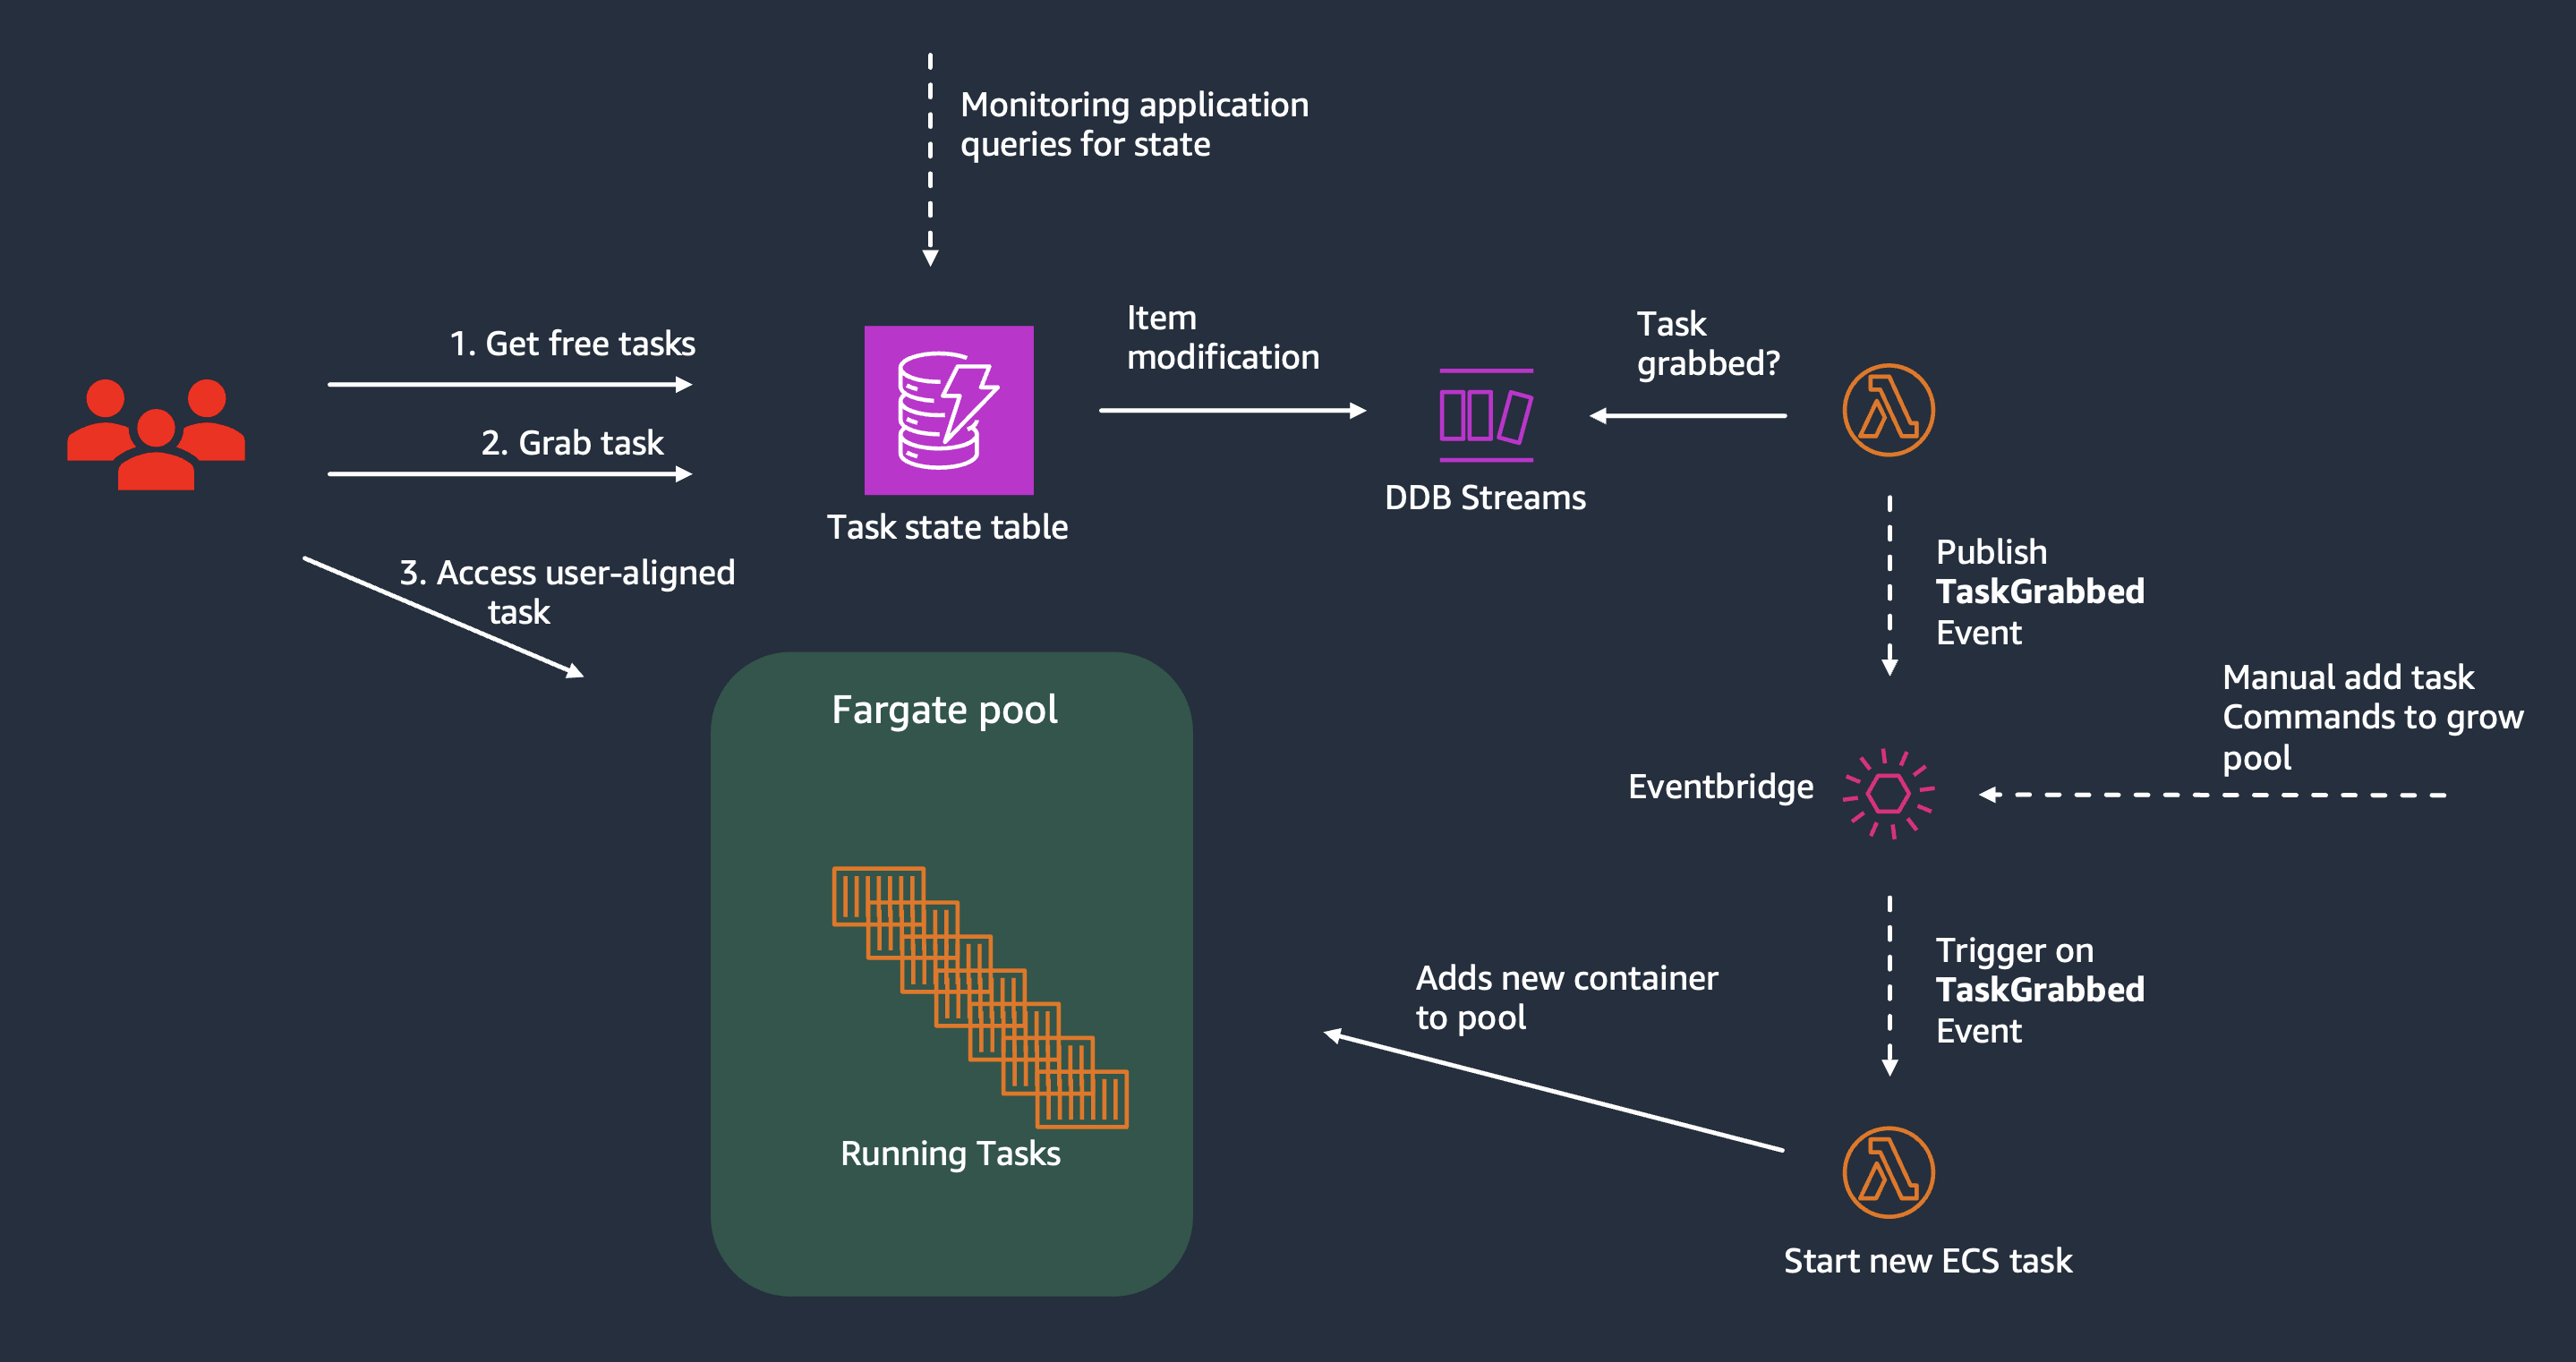 Monitoring application
queries for state
1. Get free tasks
2. Grab task
3. Access user-aligned
task
Task state table
Item
modification
DDB Streams
Task
grabbed?
Publish
TaskGrabbed
Event
Manual add task
Commands to grow
pool
Eventbridge
Trigger on
TaskGrabbed
Event
Start new ECS task
Adds new container
to pool
Fargate pool
Running Tasks